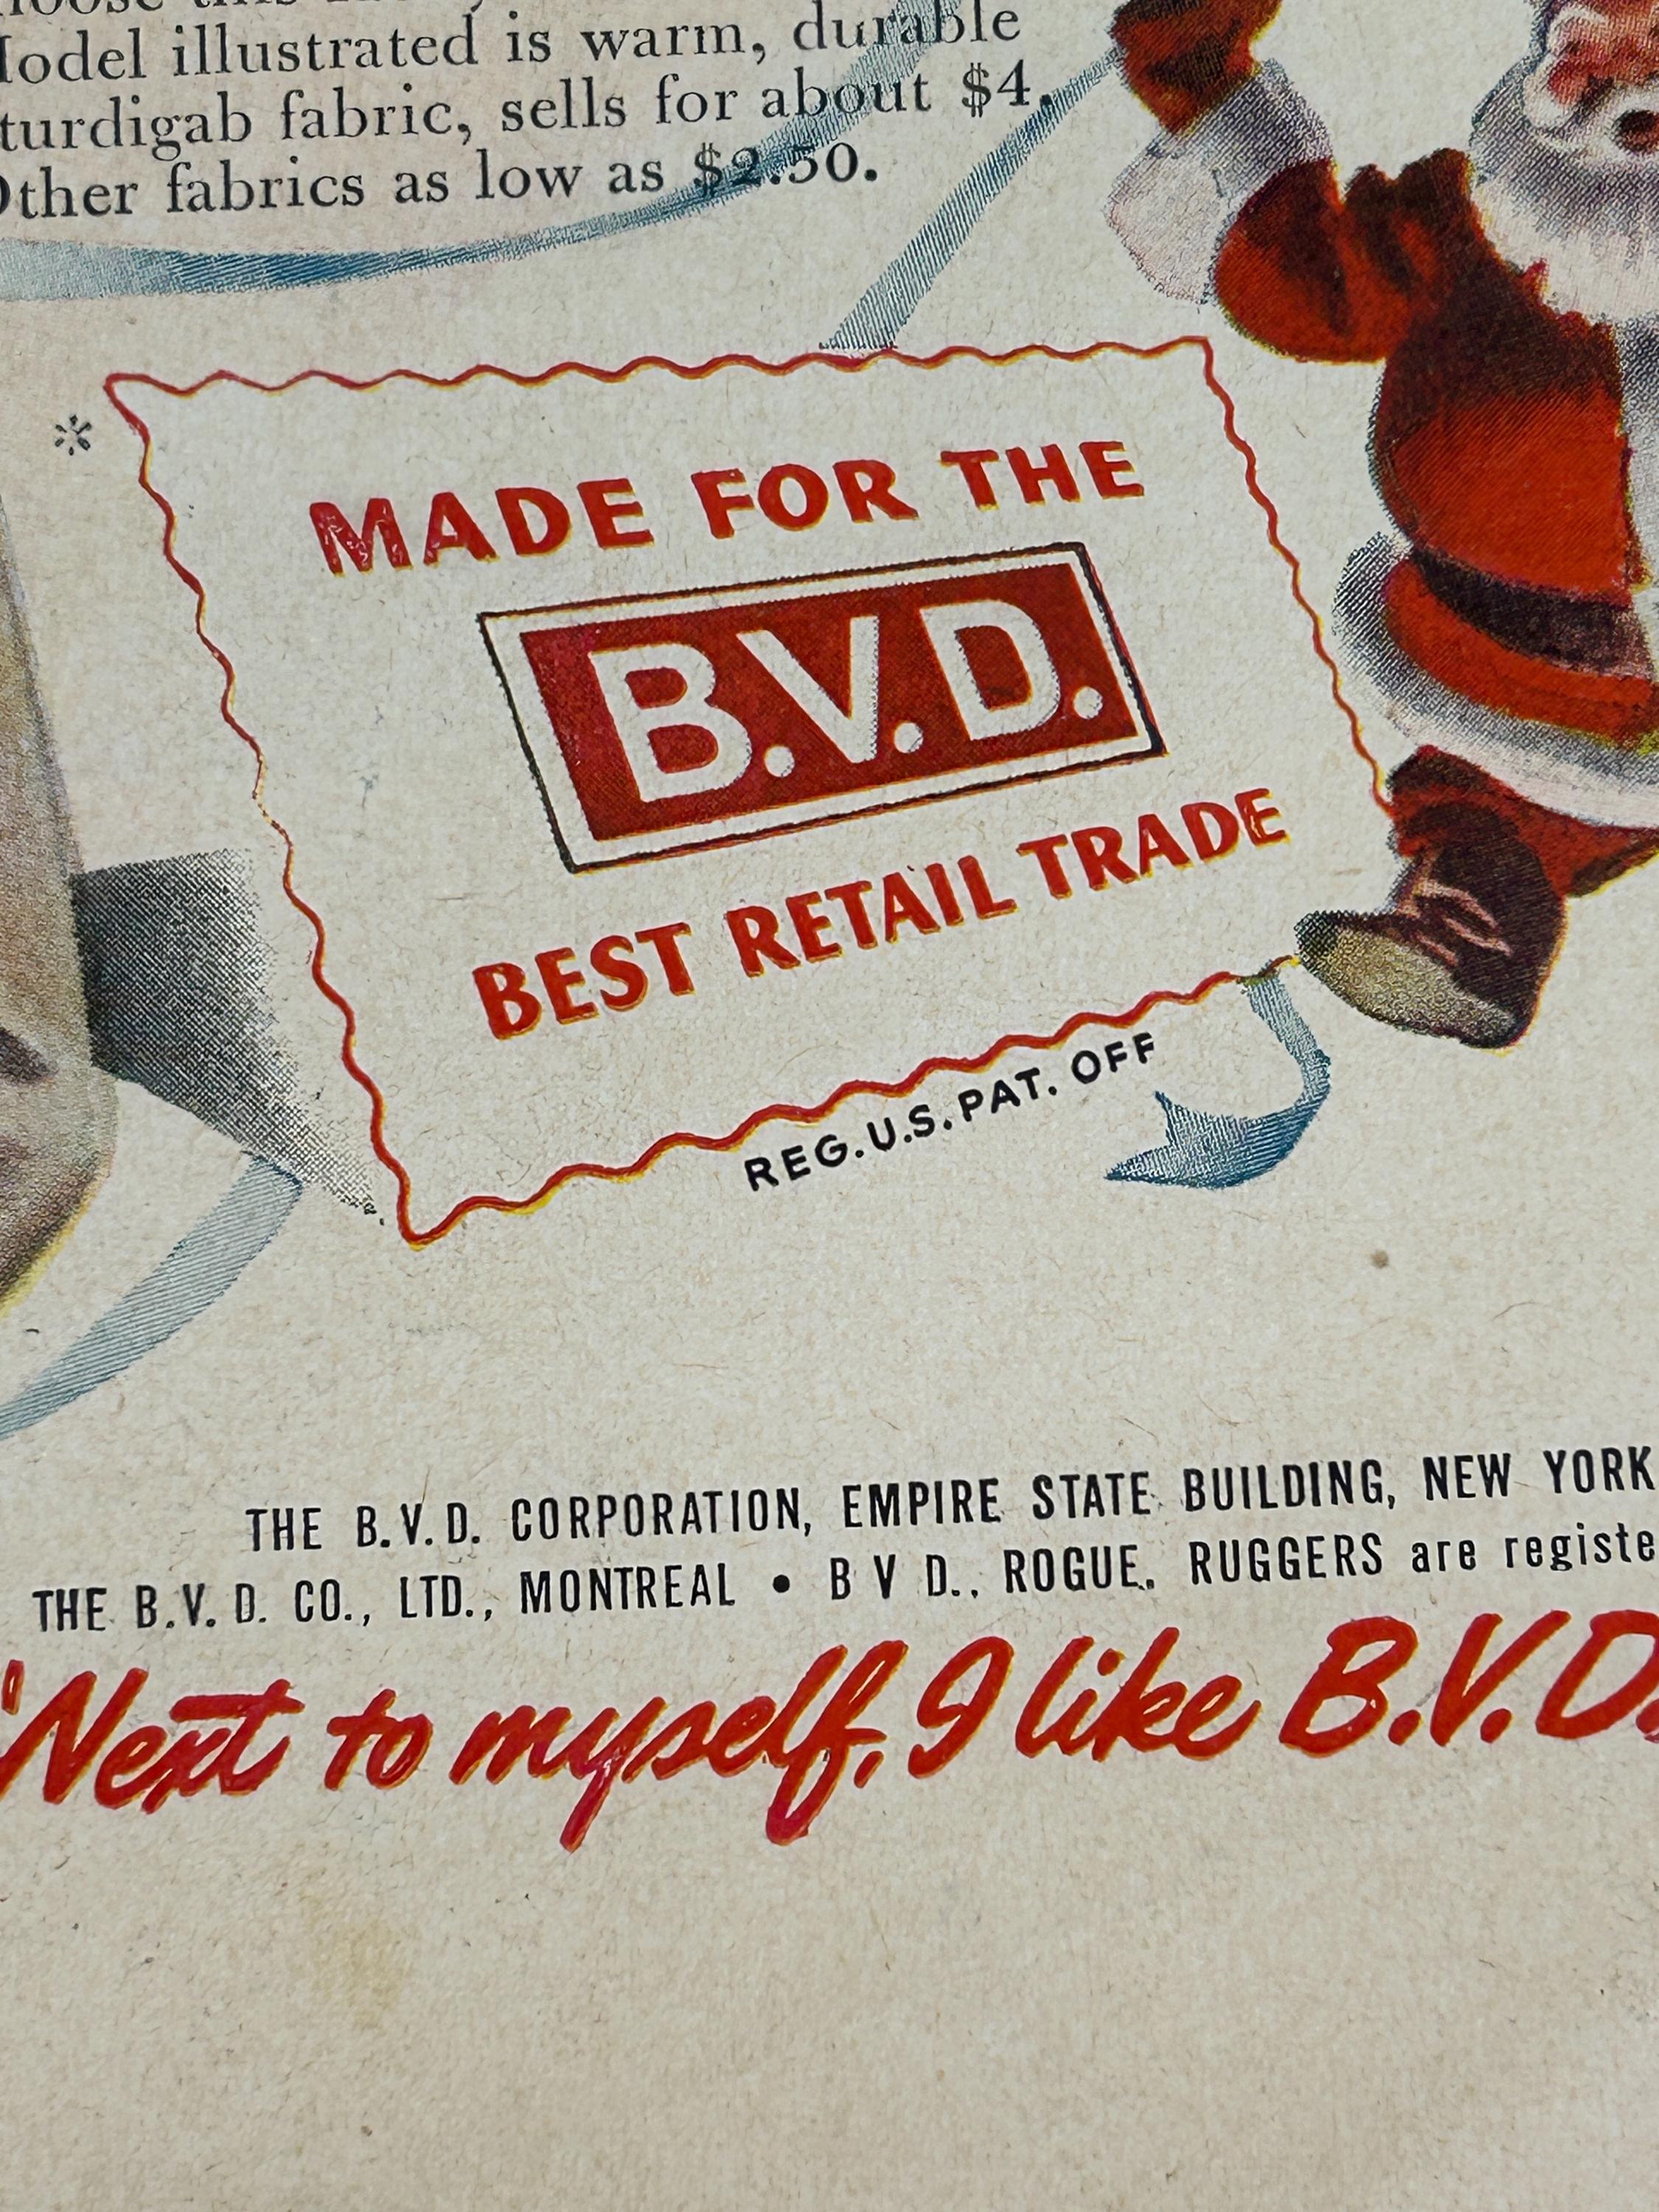 Model illustrated is warm, durable
Sturdigab fabric, sells for about $4.
Other fabrics as low as $2.50.
*
MADE FOR THE
B.V.D.
BEST RETAIL TRADE
REG. U.S. PAT. OFF
THE B.V.D. CORPORATION, EMPIRE STATE BUILDING, NEW YORK
THE B.V.D. CO., LTD., MONTREAL • B V D., ROGUE, RUGGERS are registe
"Next to myself, I like B.V.D.